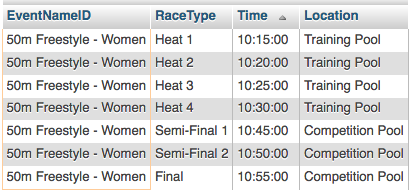 EventNameID RaceType Time Location
50m Freestyle - Women Heat 1 10:15:00 Training Pool
50m Freestyle - Women Heat 2 10:20:00 Training Pool
50m Freestyle - Women Heat 3 10:25:00 Training Pool
50m Freestyle - Women Heat 4 10:30:00 Training Pool
50m Freestyle - Women Semi-Final 1 10:45:00 Competition Pool
50m Freestyle - Women Semi-Final 2 10:50:00 Competition Pool
50m Freestyle - Women Final 10:55:00 Competition Pool